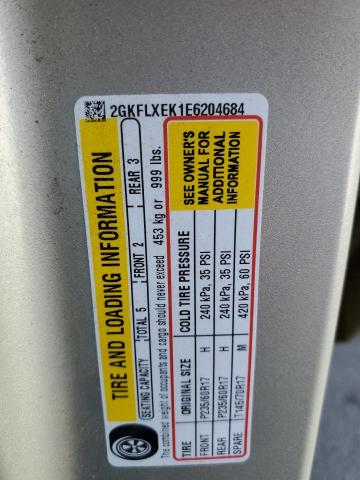 2GKFLXEK1E6204684
TIRE AND LOADING INFORMATION
SEATING CAPACITY TOTAL 5 FRONT 2 REAR 3
The combined weight of occupants and cargo should never exceed 453 kg or 999 lbs.
TIRE ORIGINAL SIZE COLD TIRE PRESSURE
FRONT P235/60R17 H 240 kPa, 35 PSI
REAR P235/60R17 H 240 kPa, 35 PSI
SPARE T145/70R17 M 420 kPa, 60 PSI
SEE OWNER'S
MANUAL FOR
ADDITIONAL
INFORMATION